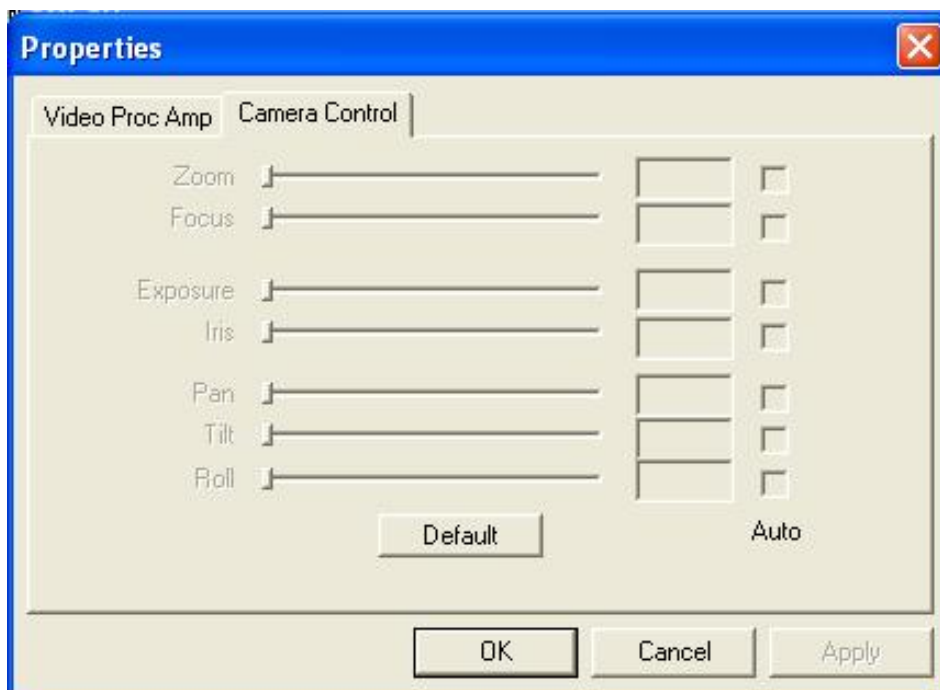 Properties
Video Proc Amp Camera Control
Zoom
Focus
Exposure
Iris
Pan
Tilt
Roll
Default Auto
OK Cancel Apply